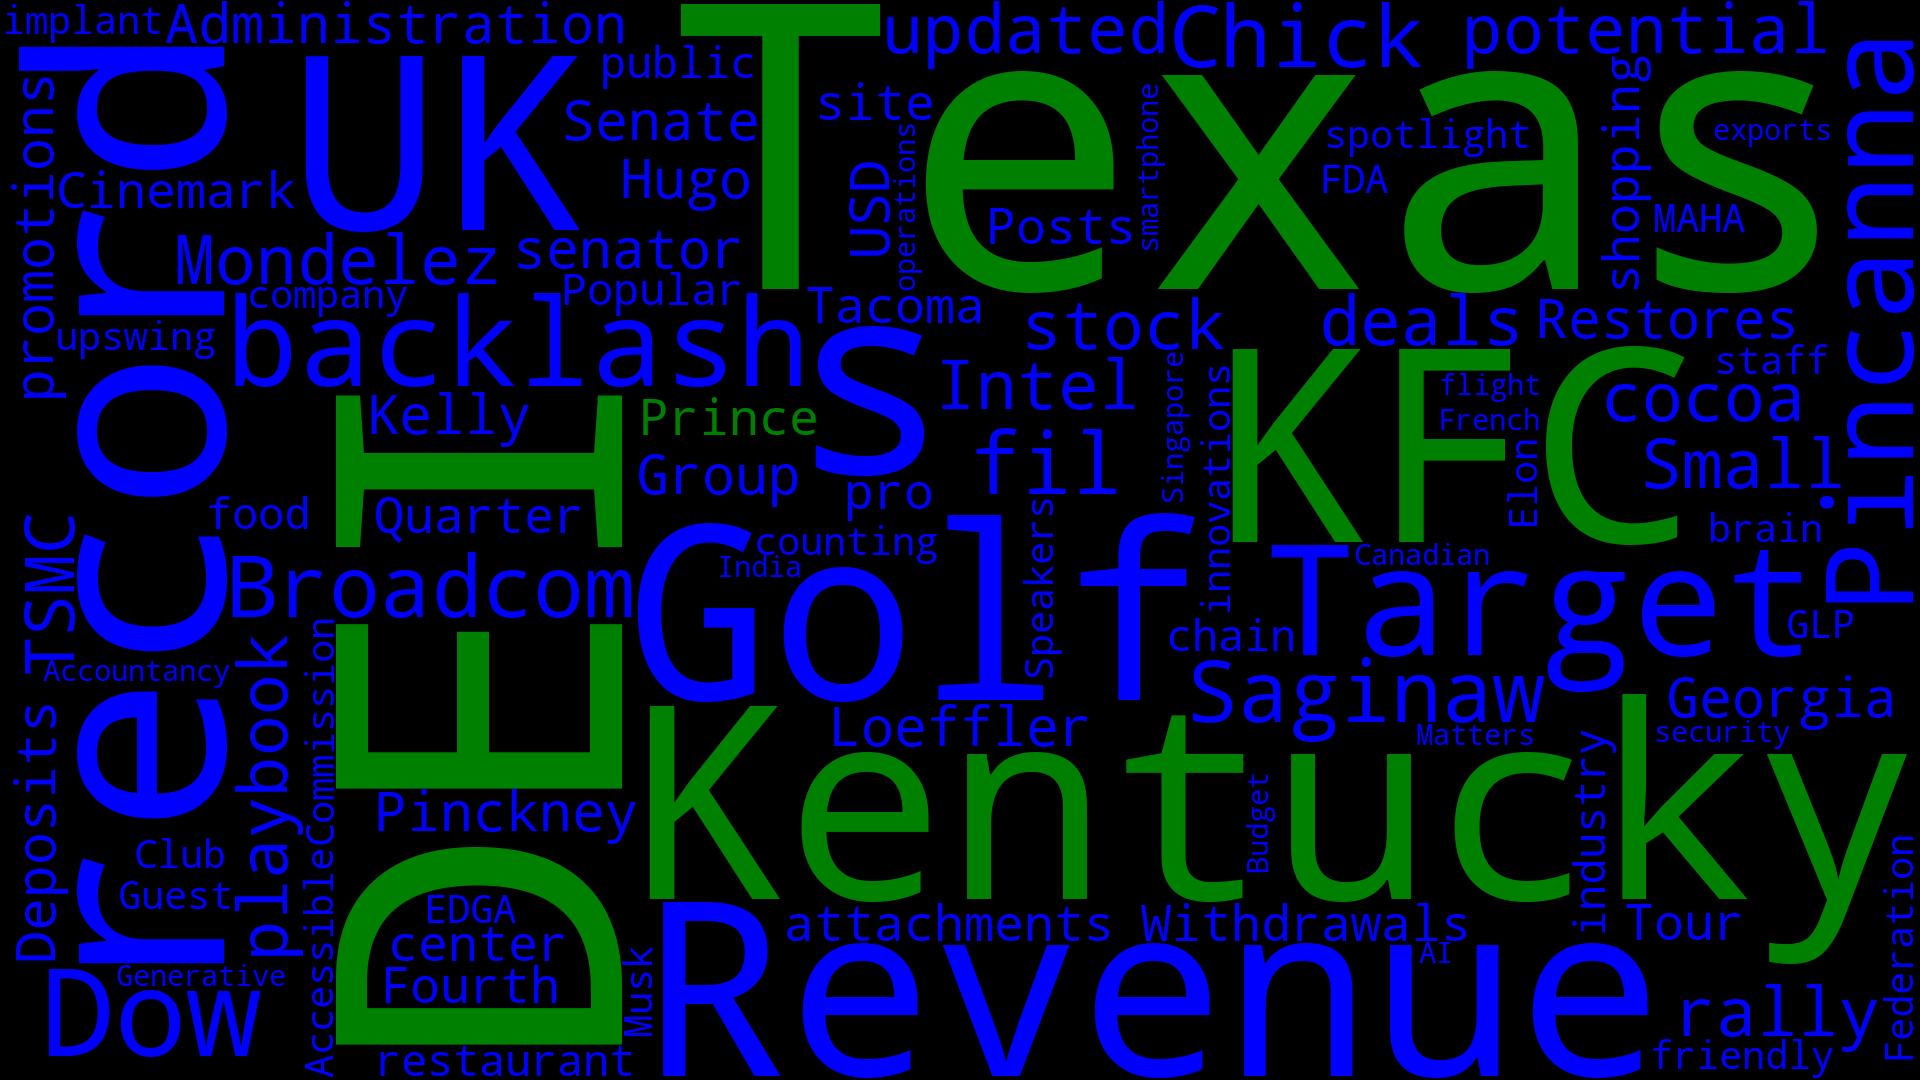 implant
Administration
Texas
updated
Chick
potential
Pincanna
record
UK
public
Senate
Hugo
site
USD
operations
smartphone
spotlight
FDA
shopping
exports
MAHA
promotions
Cinemark
Posts
Mondelez
senator
company
Popular
upswing
backlash
Tacoma
s
stock
deals
Restores
staff
Intel
KFC
flight
French
cocoa
Kelly
Prince
Group
fil
Singapore
innovations
Elon
Small
DEI
Quarter
food
pro
counting
India
Golf
Speakers
brain
Canadian
Target
GLP
TSMC
Broadcom
chain
Accountancy
playbook
Commission
Accessible
Saginaw
Georgia
Loeffler
Matters
security
Kentucky
Deposits
Pinckney
Budget
industry
Club
Guest
EDGA
center
Fourth
attachments
Withdrawals
Tour
Federation
Generative
Dow
Musk
Revenue
AI
rally
restaurant
friendly